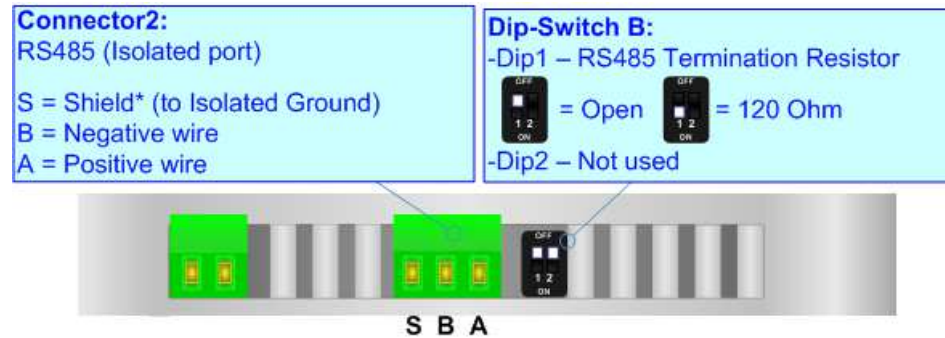 Connector2:
RS485 (Isolated port)
S = Shield* (to Isolated Ground)
B = Negative wire
A = Positive wire
Dip-Switch B:
-Dip1 – RS485 Termination Resistor
OFF
1 2
ON
= Open
OFF
1 2
ON
= 120 Ohm
-Dip2 – Not used
OFF
1 2
ON
S B A